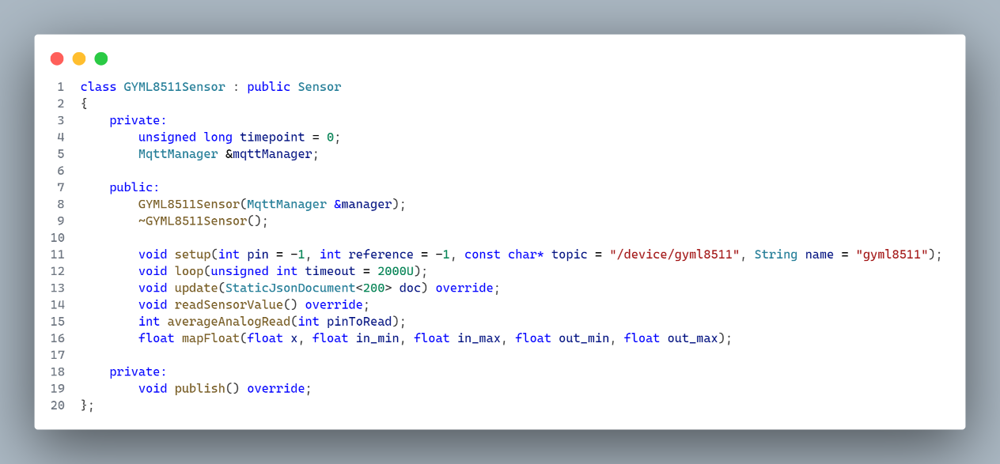 1 class GYML8511Sensor : public Sensor
2 {
3     private:
4         unsigned long timepoint = 0;
5         MqttManager &mqttManager;
6
7     public:
8         GYML8511Sensor(MqttManager &manager);
9         ~GYML8511Sensor();
10
11         void setup(int pin = -1, int reference = -1, const char* topic = "/device/gyml8511", String name = "gyml8511");
12         void loop(unsigned int timeout = 2000U);
13         void update(StaticJsonDocument<200> doc) override;
14         void readSensorValue() override;
15         int averageAnalogRead(int pinToRead);
16         float mapFloat(float x, float in_min, float in_max, float out_min, float out_max);
17
18     private:
19         void publish() override;
20 };